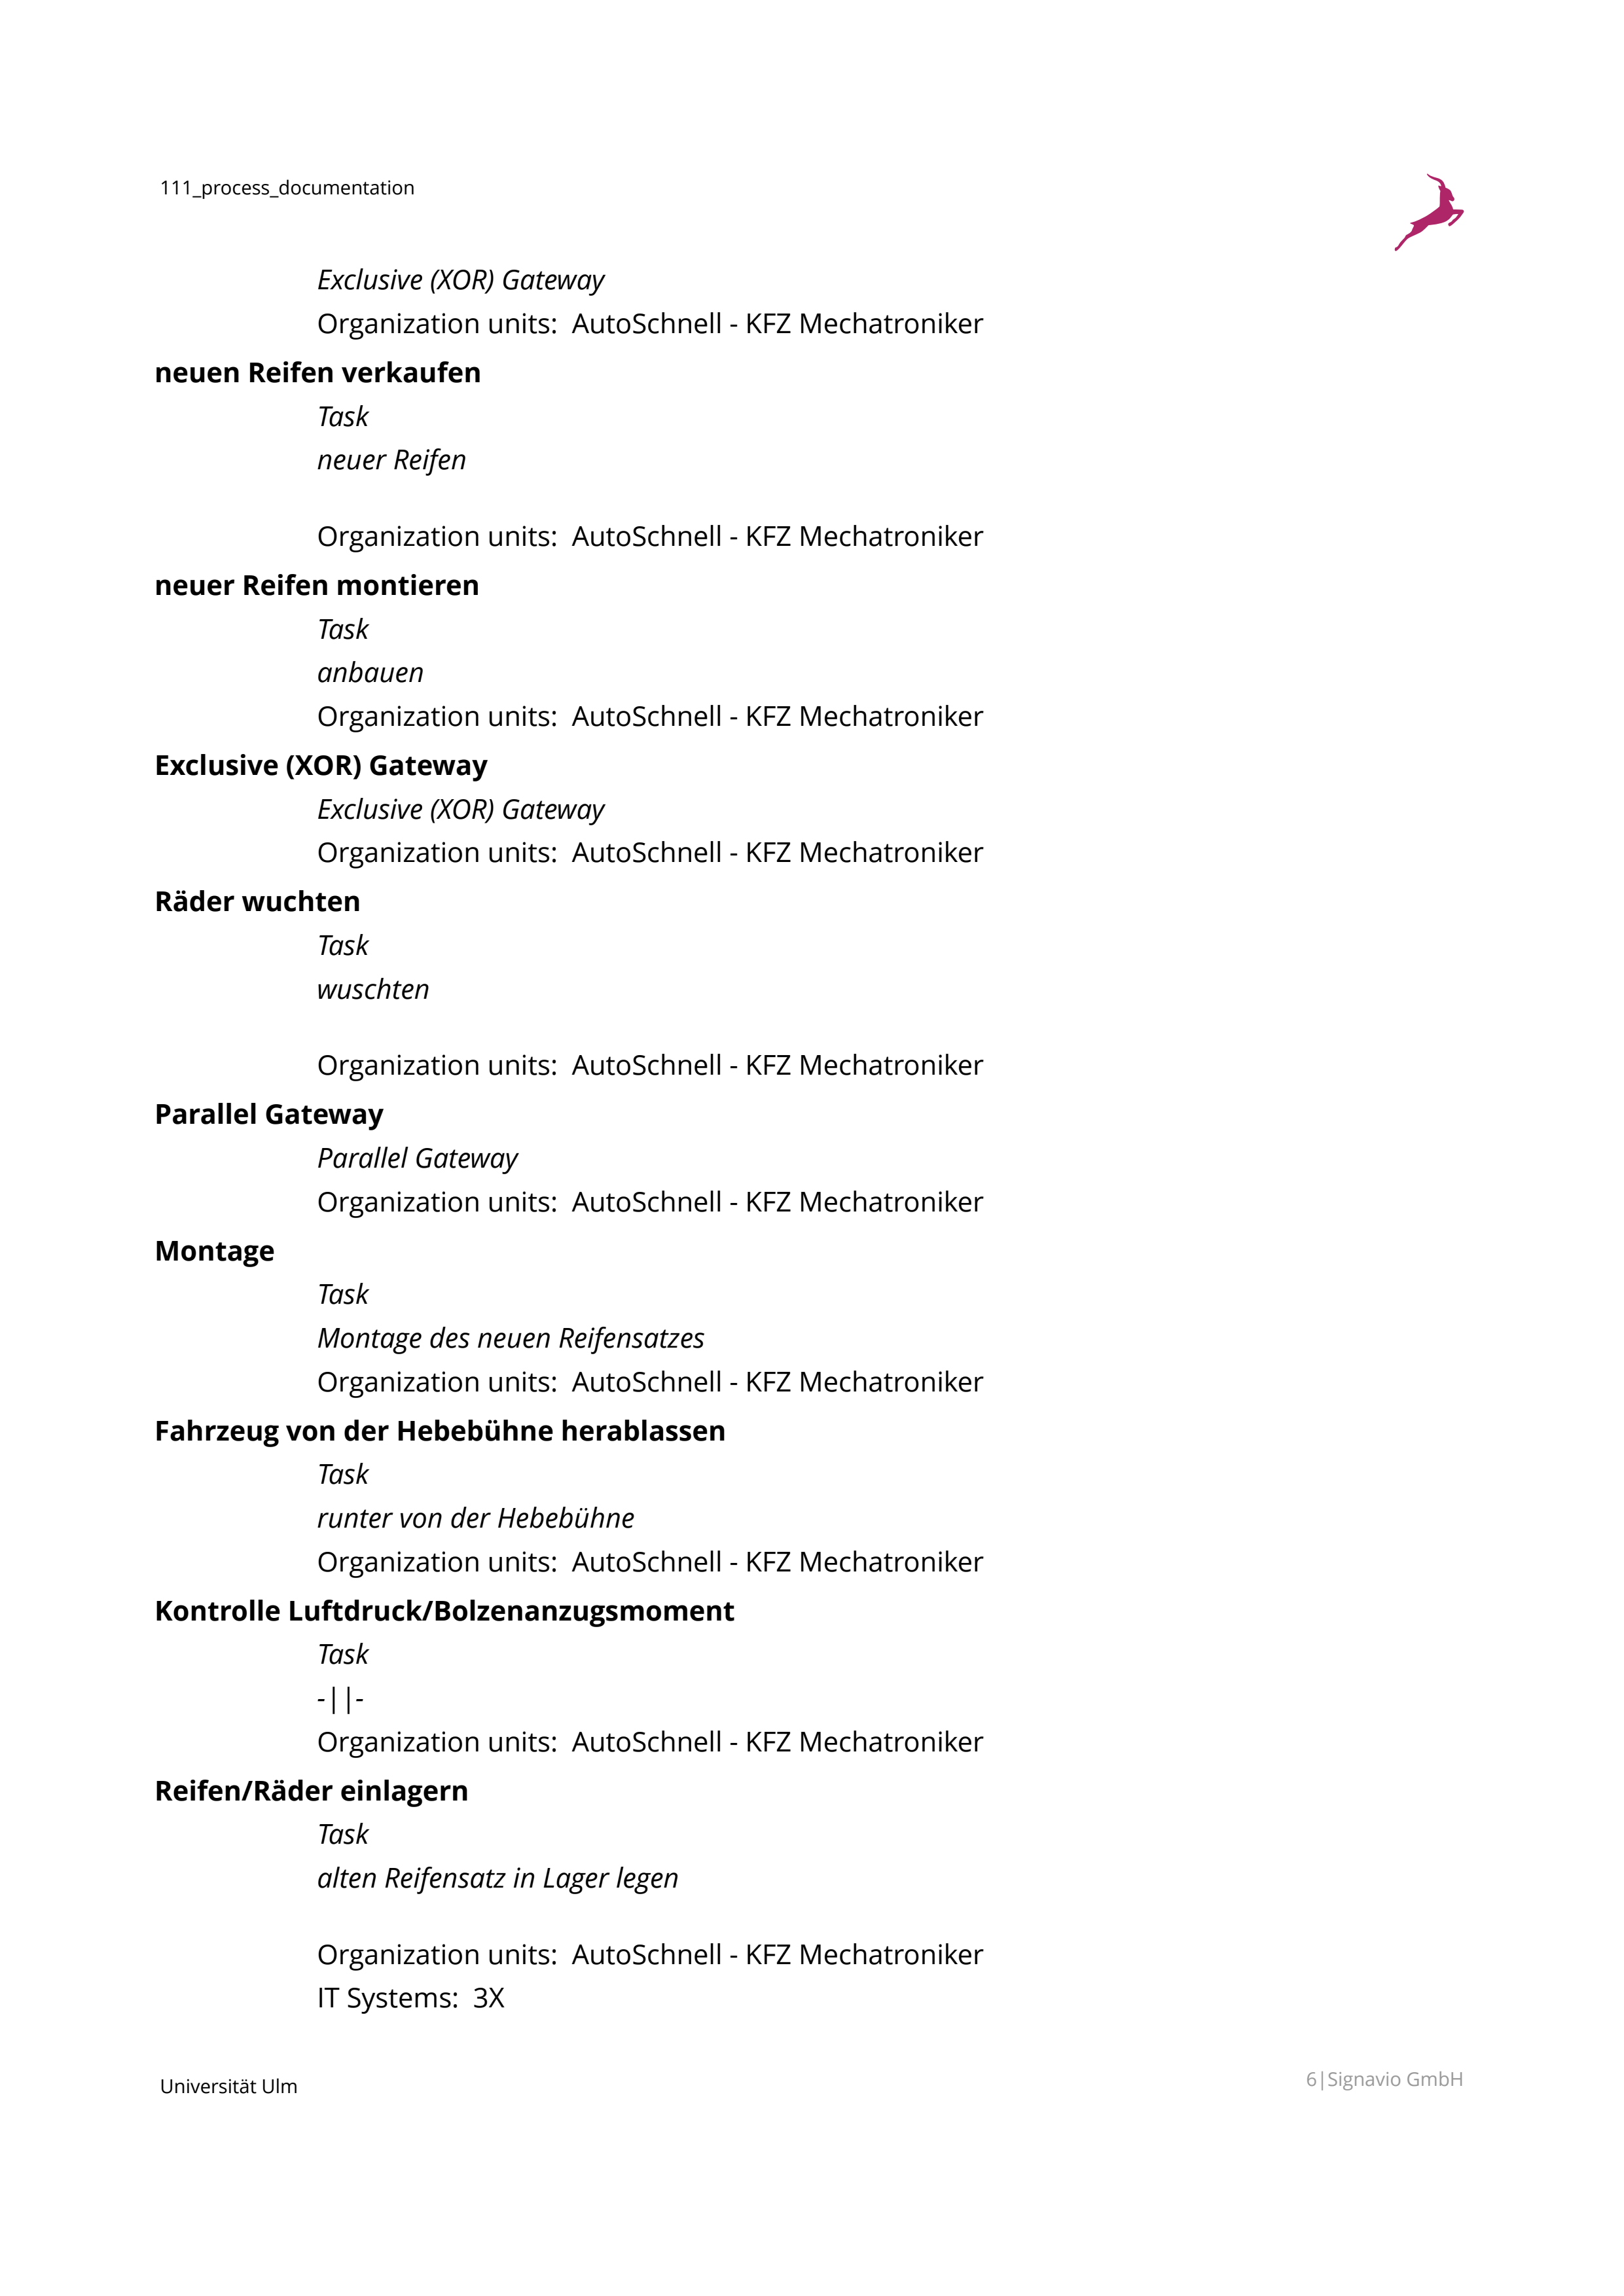 111_process_documentation
Exclusive (XOR) Gateway
Organization units:  AutoSchnell - KFZ Mechatroniker
neuen Reifen verkaufen
Task
neuer Reifen
Organization units:  AutoSchnell - KFZ Mechatroniker
neuer Reifen montieren
Task
anbauen
Organization units:  AutoSchnell - KFZ Mechatroniker
Exclusive (XOR) Gateway
Exclusive (XOR) Gateway
Organization units:  AutoSchnell - KFZ Mechatroniker
Räder wuchten
Task
wuschten
Organization units:  AutoSchnell - KFZ Mechatroniker
Parallel Gateway
Parallel Gateway
Organization units:  AutoSchnell - KFZ Mechatroniker
Montage
Task
Montage des neuen Reifensatzes
Organization units:  AutoSchnell - KFZ Mechatroniker
Fahrzeug von der Hebebühne herablassen
Task
runter von der Hebebühne
Organization units:  AutoSchnell - KFZ Mechatroniker
Kontrolle Luftdruck/Bolzenanzugsmoment
Task
-||-
Organization units:  AutoSchnell - KFZ Mechatroniker
Reifen/Räder einlagern
Task
alten Reifensatz in Lager legen
Organization units:  AutoSchnell - KFZ Mechatroniker
IT Systems:  3X
Universität Ulm
6|Signavio GmbH